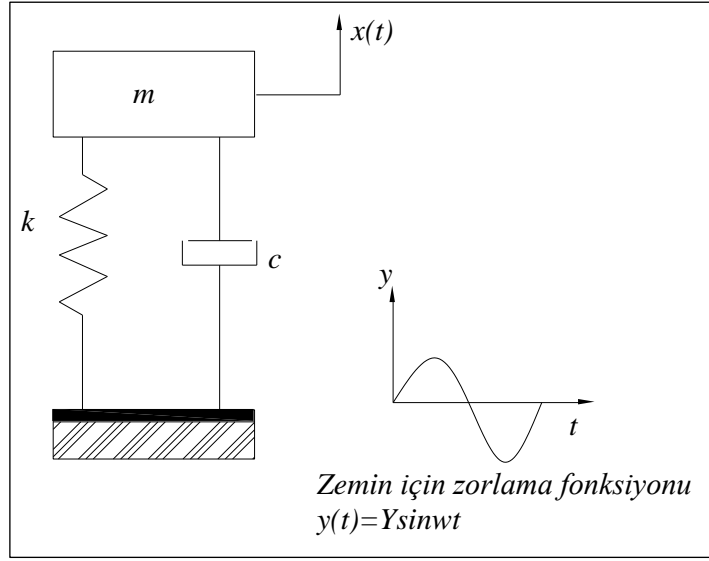 x(t)
m
k
c
y
t
Zemin için zorlama fonksiyonu
y(t)=Ysinwt